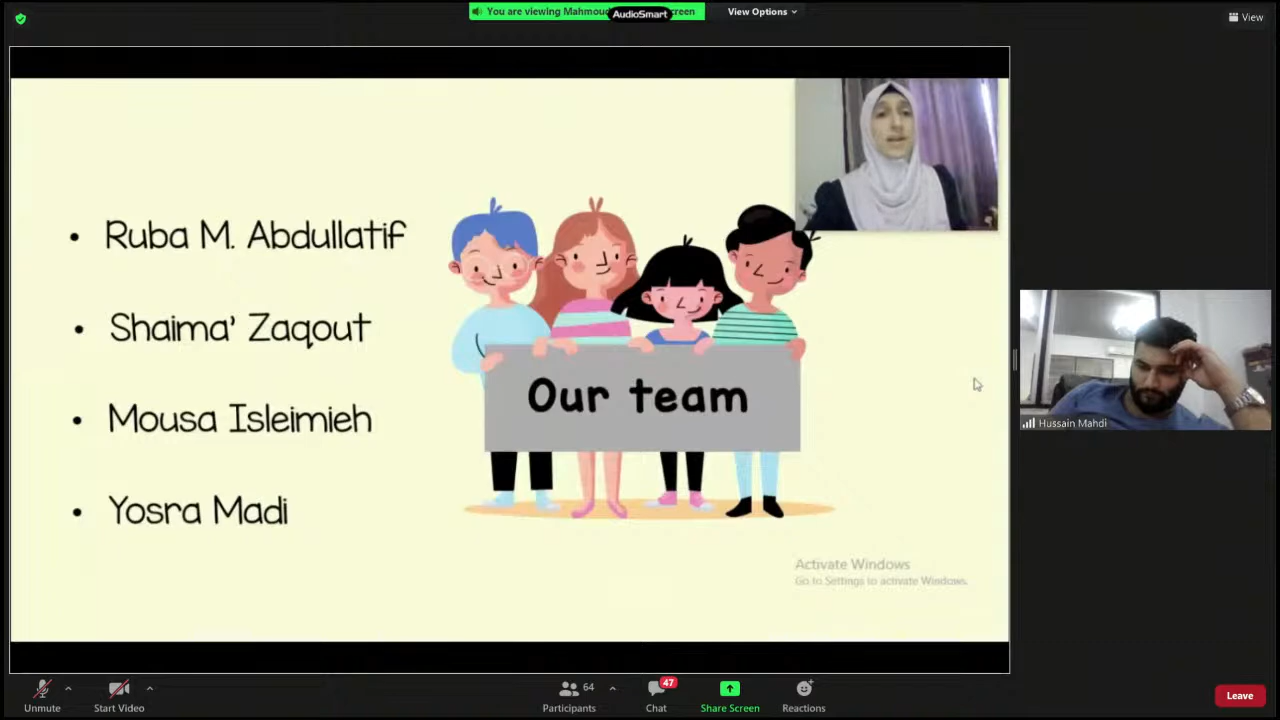 You are viewing Mahmoud
AudioSmart
reen
View Options
View
Ruba M. Abdullatif
Shaima' Zaqout
Mousa Isleimieh
Yosra Madi
Our team
Hussain Mahdi
Activate Windows
Go to Settings to activate Windows.
Unmute
Start Video
64
Participants
47
Chat
Share Screen
Reactions
Leave